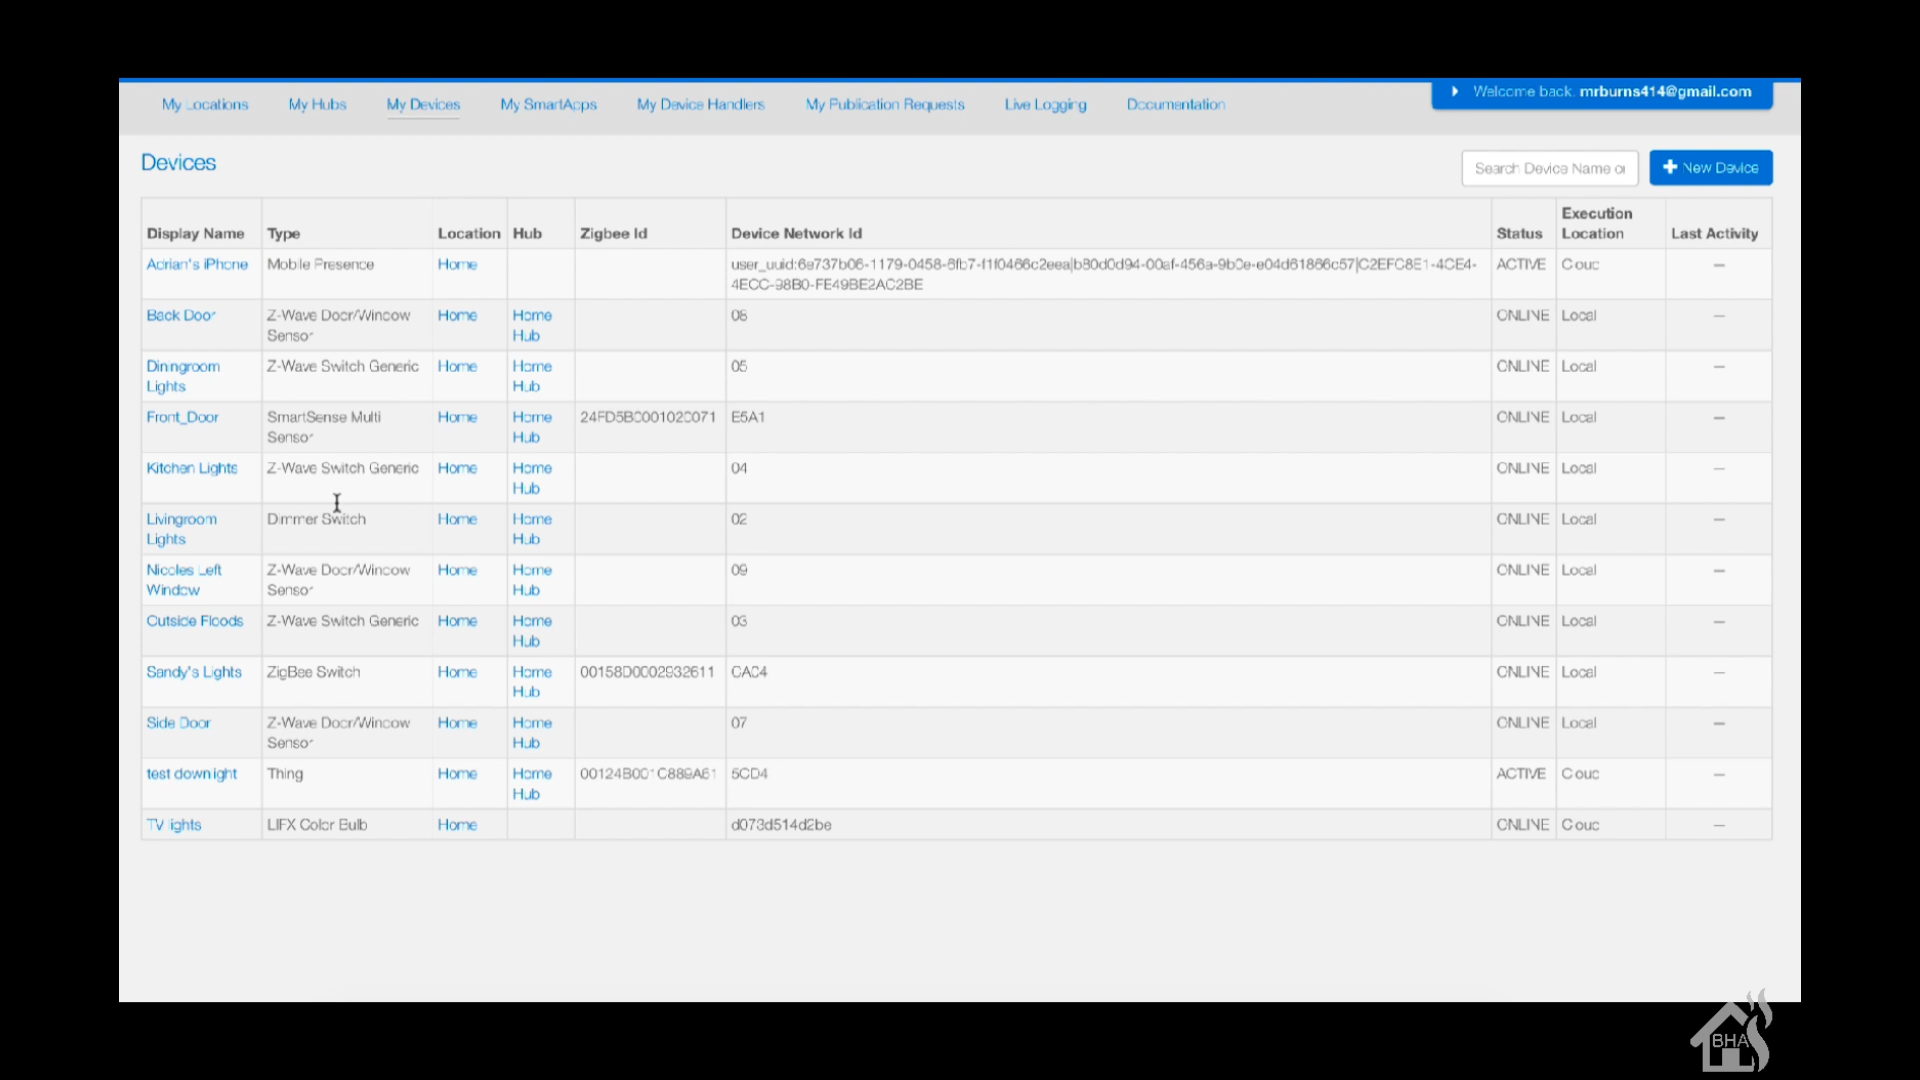 My Locations My Hubs My Devices My SmartApps My Device Handlers My Publication Requests Live Logging Documentation Welcome back, mrburns414@gmail.com
Devices
Search Device Name or + New Device
Display Name Type Location Hub Zigbee Id Device Network Id Status Execution Location Last Activity
Adrian's iPhone Mobile Presence Home ACTIVE Cloud —
Back Door Z-Wave Door/Window Sensor Home Home Hub ONLINE Local —
Diningroom Lights Z-Wave Switch Generic Home Home Hub 05 ONLINE Local —
Front_Door SmartSense Multi Sensor Home Home Hub 24FD5B0001020071 E5A1 ONLINE Local —
Kitchen Lights Z-Wave Switch Generic Home Home Hub 04 ONLINE Local —
Livingroom Lights Dimmer Switch Home Home Hub 02 ONLINE Local —
Nicoles Left Window Z-Wave Door/Window Sensor Home Home Hub 09 ONLINE Local —
Outside Floods Z-Wave Switch Generic Home Home Hub 03 ONLINE Local —
Sandy's Lights ZigBee Switch Home Home Hub 00158D0002932611 ONLINE Local —
Side Door Z-Wave Door/Window Sensor Home Home Hub 07 ONLINE Local —
test downlight Thing Home Home Hub 5CD4 ACTIVE Cloud —
TV lights LIFX Color Bulb Home d073d514d2be ONLINE Cloud —
BHA